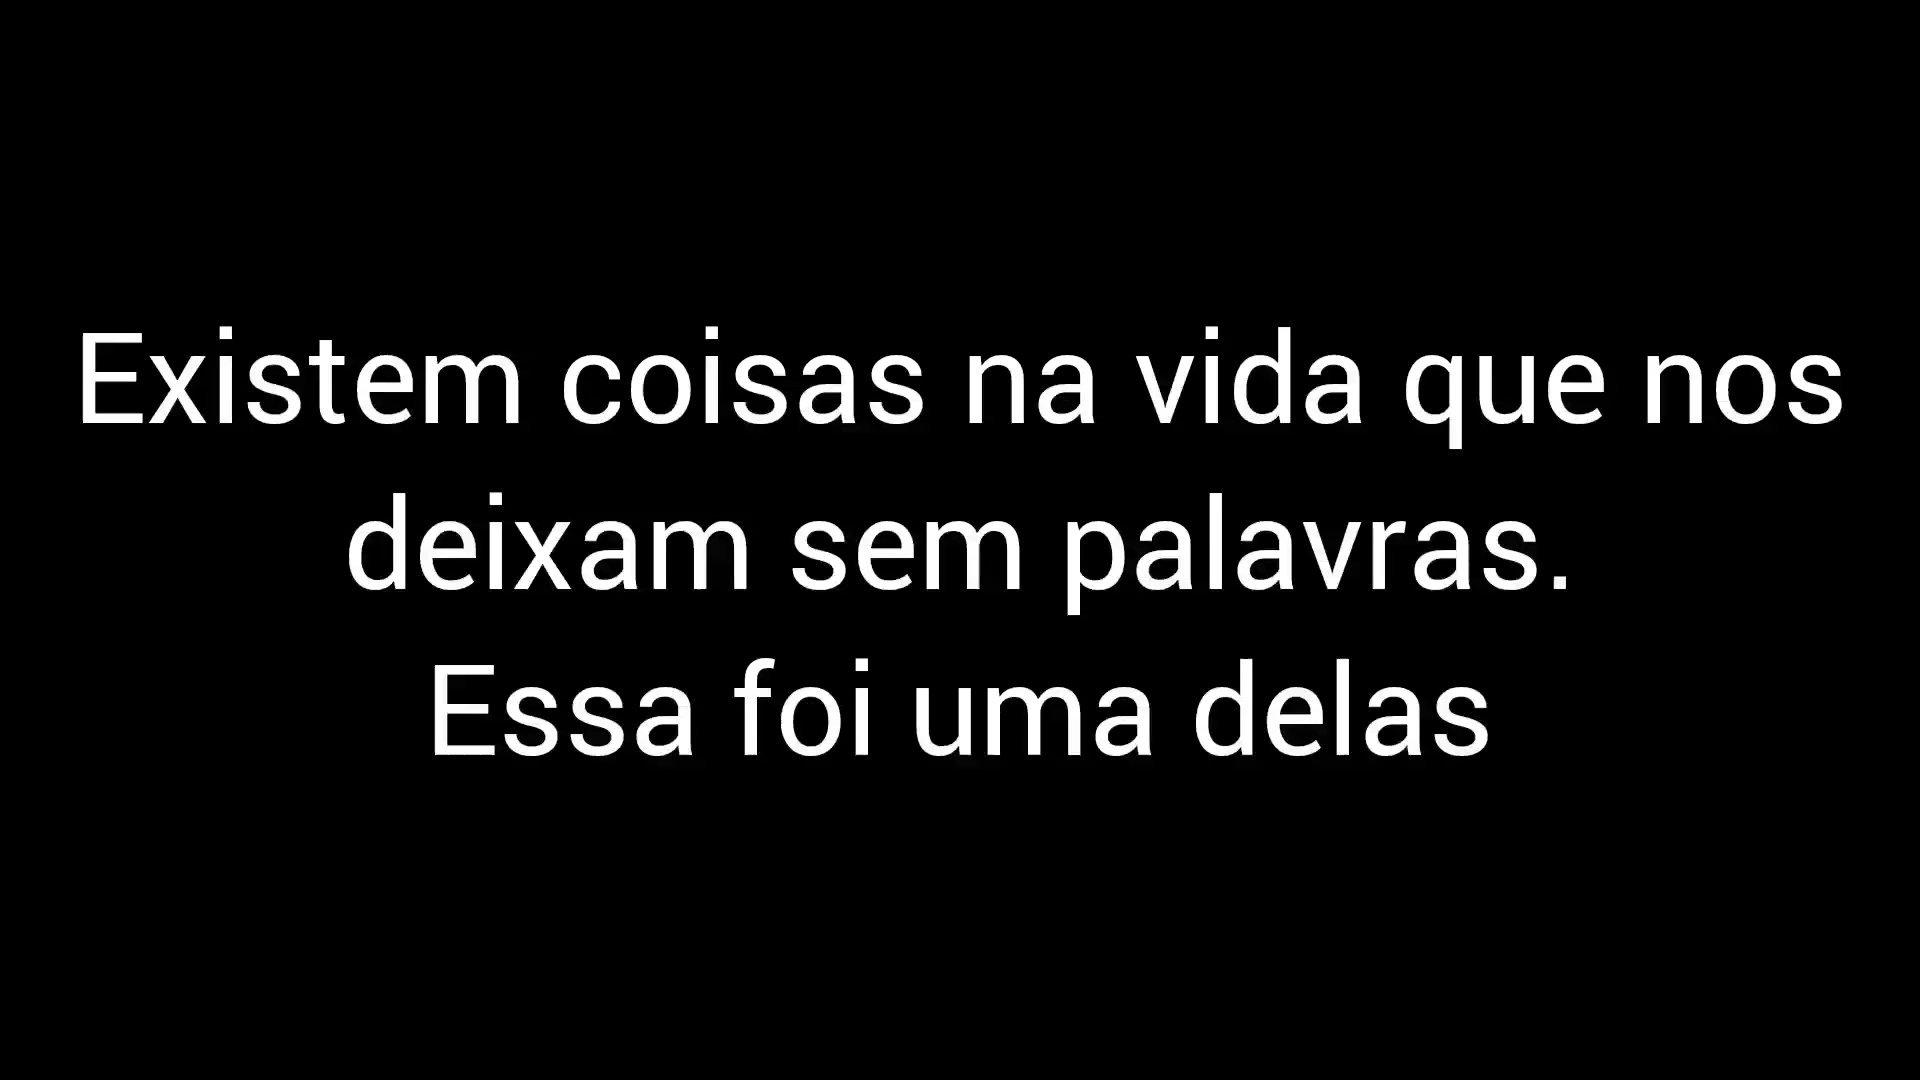 Existem coisas na vida que nos
deixam sem palavras.
Essa foi uma delas